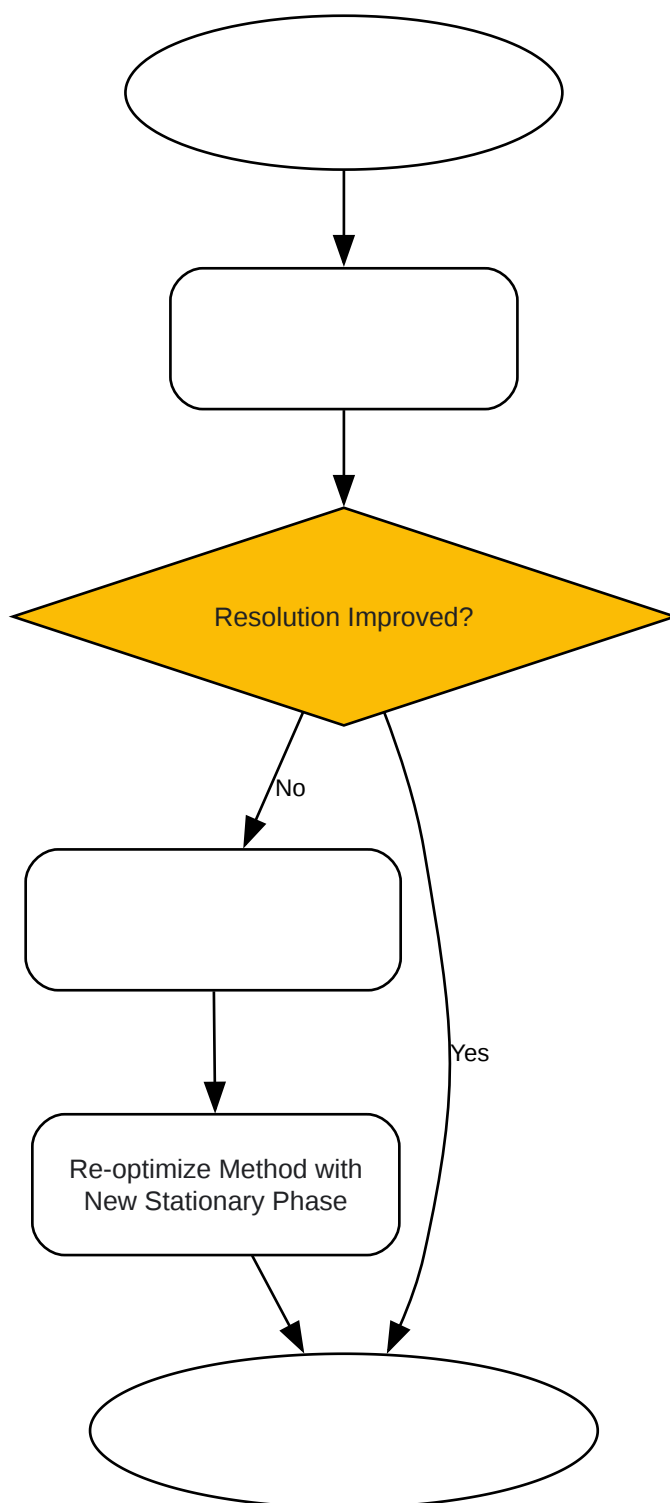 Resolution Improved?
No
Yes
Re-optimize Method with
New Stationary Phase